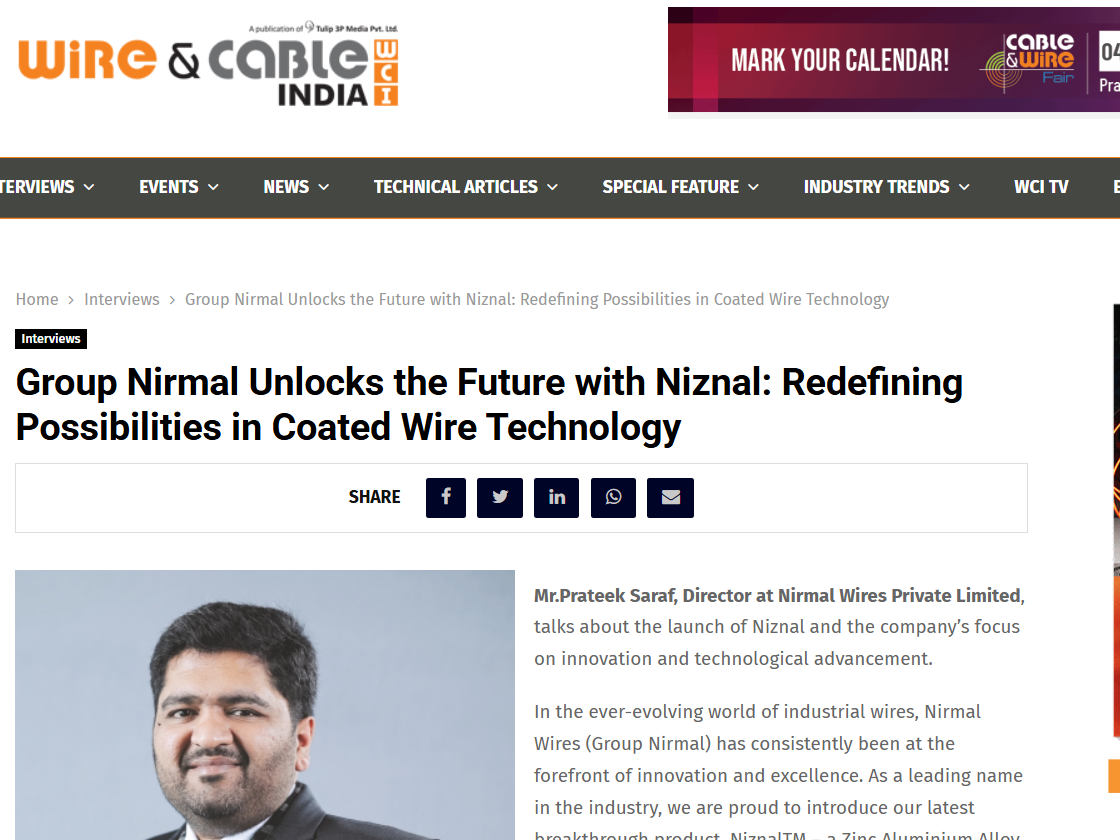 A publication of Tulip 3P Media Pvt. Ltd.
WiRE & CABLE WCI
INDIA
MARK YOUR CALENDAR!
CABLE
&WIRE
Fair
04
Pra
TERVIEWS
EVENTS
NEWS
TECHNICAL ARTICLES
SPECIAL FEATURE
INDUSTRY TRENDS
WCI TV
Home > Interviews > Group Nirmal Unlocks the Future with Niznal: Redefining Possibilities in Coated Wire Technology
Interviews
Group Nirmal Unlocks the Future with Niznal: Redefining
Possibilities in Coated Wire Technology
SHARE
Mr.Prateek Saraf, Director at Nirmal Wires Private Limited,
talks about the launch of Niznal and the company’s focus
on innovation and technological advancement.
In the ever-evolving world of industrial wires, Nirmal
Wires (Group Nirmal) has consistently been at the
forefront of innovation and excellence. As a leading name
in the industry, we are proud to introduce our latest
breakthrough product, NiznalTM – a Zinc Aluminium Alloy